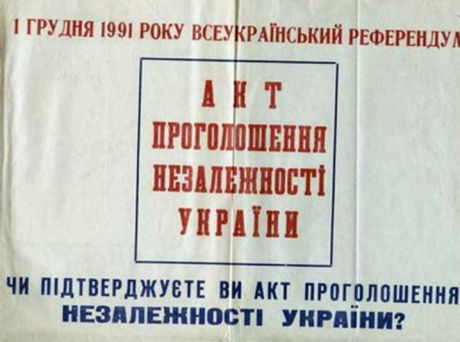 1 ГРУДНЯ 1991 РОКУ ВСЕУКРАЇНСЬКИЙ РЕФЕРЕНДУМ
АКТ
ПРОГОЛОШЕННЯ
НЕЗАЛЕЖНОСТІ
УКРАЇНИ
ЧИ ПІДТВЕРДЖУЄТЕ ВИ АКТ ПРОГОЛОШЕННЯ
НЕЗАЛЕЖНОСТІ УКРАЇНИ?